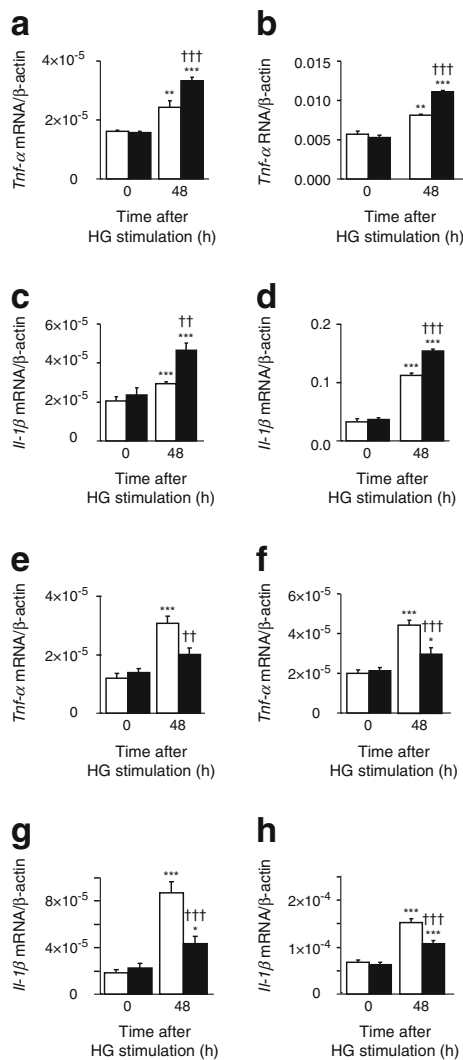 a
Tnf-α mRNA/β-actin
4×10⁻⁵
2×10⁻⁵
0
**
†††
***
0 48
Time after
HG stimulation (h)
b
Tnf-α RNA/β-actin
0.015
0.010
0.005
0.000
**
†††
***
0 48
Time after
HG stimulation (h)
c
Il-1β mRNA/β-actin
6×10⁻⁵
4×10⁻⁵
2×10⁻⁵
0
***
††
***
0 48
Time after
HG stimulation (h)
d
Il-1β mRNA/β-actin
0.2
0.1
0.0
***
†††
***
0 48
Time after
HG stimulation (h)
e
Tnf-α mRNA/β-actin
4×10⁻⁵
2×10⁻⁵
0
***
††
0 48
Time after
HG stimulation (h)
f
Tnf-α mRNA/β-actin
6×10⁻⁵
4×10⁻⁵
2×10⁻⁵
0
***
†††
*
0 48
Time after
HG stimulation (h)
g
Il-1β mRNA/β-actin
8×10⁻⁵
4×10⁻⁵
0
***
†††
*
0 48
Time after
HG stimulation (h)
h
Il-1β mRNA/β-actin
2×10⁻⁴
1×10⁻⁴
0
***
†††
***
0 48
Time after
HG stimulation (h)